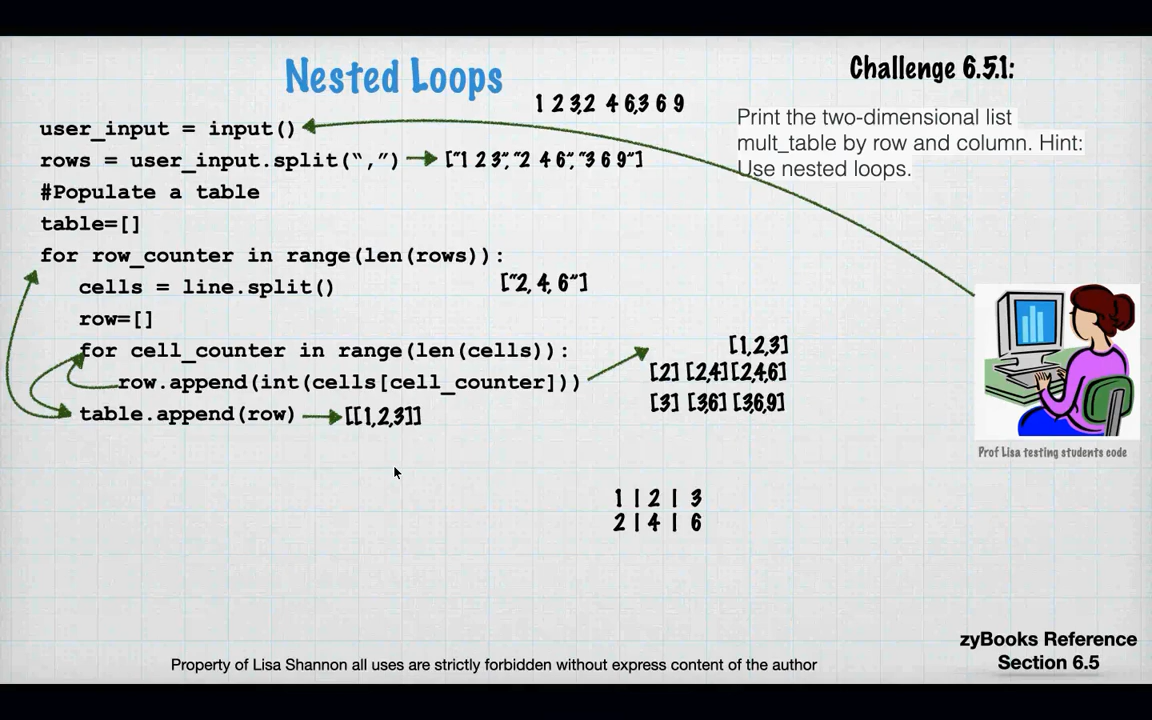 Nested Loops
Challenge 6.5.1:
1 2 3,2 4 6,3 6 9
Print the two-dimensional list
mult_table by row and column. Hint:
Use nested loops.
user_input = input()
rows = user_input.split(“,”)
["1 2 3", "2 4 6", "3 6 9"]
#Populate a table
table=[]
for row_counter in range(len(rows)):
cells = line.split()
["2, 4, 6"]
row=[]
for cell_counter in range(len(cells)):
[1,2,3]
row.append(int(cells[cell_counter]))
[2] [2,4] [2,4,6]
[3] [3,6] [3,6,9]
table.append(row)
[[1,2,3]]
Prof Lisa testing students code
1 | 2 | 3
2 | 4 | 6
zyBooks Reference
Section 6.5
Property of Lisa Shannon all uses are strictly forbidden without express content of the author